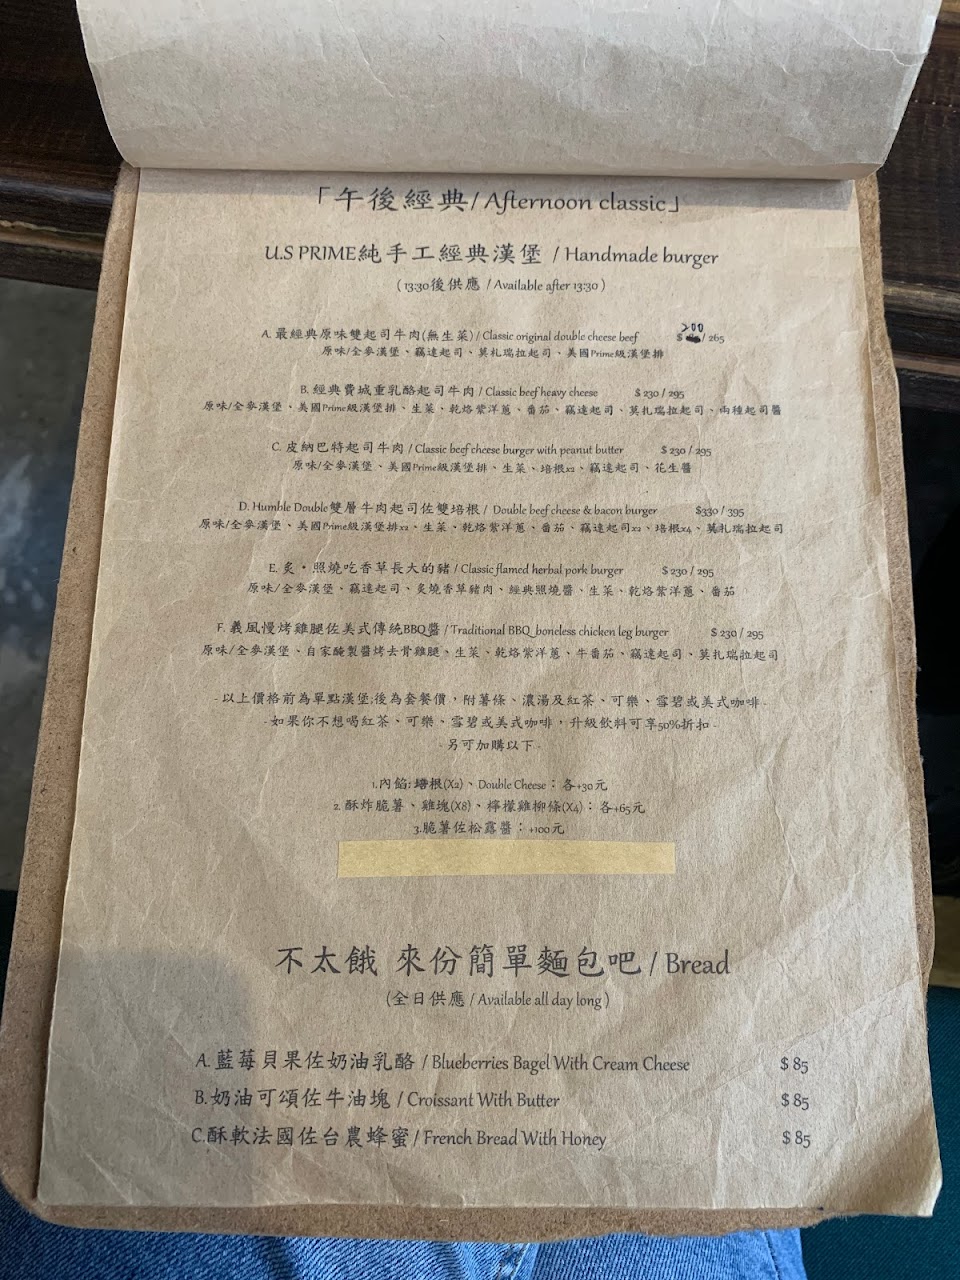 「午後經典/Afternoon classic」
U.S PRIME純手工經典漢堡 / Handmade burger
(13:30後供應 / Available after 13:30)
A. 最經典原味雙起司牛肉(無生菜) / Classic original double cheese beef $ 200 / 265
原味/全麥漢堡、竊達起司、莫札瑞拉起司、美國Prime級漢堡排
B. 經典費城重乳酪起司牛肉 / Classic beef heavy cheese $ 230 / 295
原味/全麥漢堡、美國Prime級漢堡排、生菜、乾烙紫洋蔥、番茄、竊達起司、莫扎瑞拉起司、兩種起司醬
C. 皮納巴特起司牛肉 / Classic beef cheese burger with peanut butter $ 230 / 295
原味/全麥漢堡、美國Prime級漢堡排、生菜、培根x2、竊達起司、花生醬
D. Humble Double雙層牛肉起司佐雙培根 / Double beef cheese & bacon burger $330 / 395
原味/全麥漢堡、美國Prime級漢堡排x2、生菜、乾烙紫洋蔥、番茄、竊達起司x2、培根x4、莫扎瑞拉起司
E. 炙・照燒吃香草長大的豬 / Classic flamed herbal pork burger $ 230 / 295
原味/全麥漢堡、竊達起司、炙燒香草豬肉、經典照燒醬、生菜、乾烙紫洋蔥、番茄
F. 義風慢烤雞腿佐美式傳統BBQ醬 / Traditional BBQ boneless chicken leg burger $ 230 / 295
原味/全麥漢堡、自家醃製醬烤去骨雞腿、生菜、乾烙紫洋蔥、牛番茄、竊達起司、莫札瑞拉起司
- 以上價格前為單點漢堡;後為套餐價，附薯條、濃湯及紅茶、可樂、雪碧或美式咖啡 -
- 如果你不想喝紅茶、可樂、雪碧或美式咖啡，升級飲料可享50%折扣 -
- 另可加購以下 -
1.內餡: 培根(X2)、Double Cheese：各+30元
2. 酥炸脆薯、雞塊(X8)、檸檬雞柳條(X4)：各+65元
3.脆薯佐松露醬：+100元
不太餓 來份簡單麵包吧 / Bread
(全日供應 / Available all day long)
A. 藍莓貝果佐奶油乳酪 / Blueberries Bagel With Cream Cheese $ 85
B.奶油可頌佐牛油塊 / Croissant With Butter $ 85
C.酥軟法國佐台農蜂蜜 / French Bread With Honey $ 85